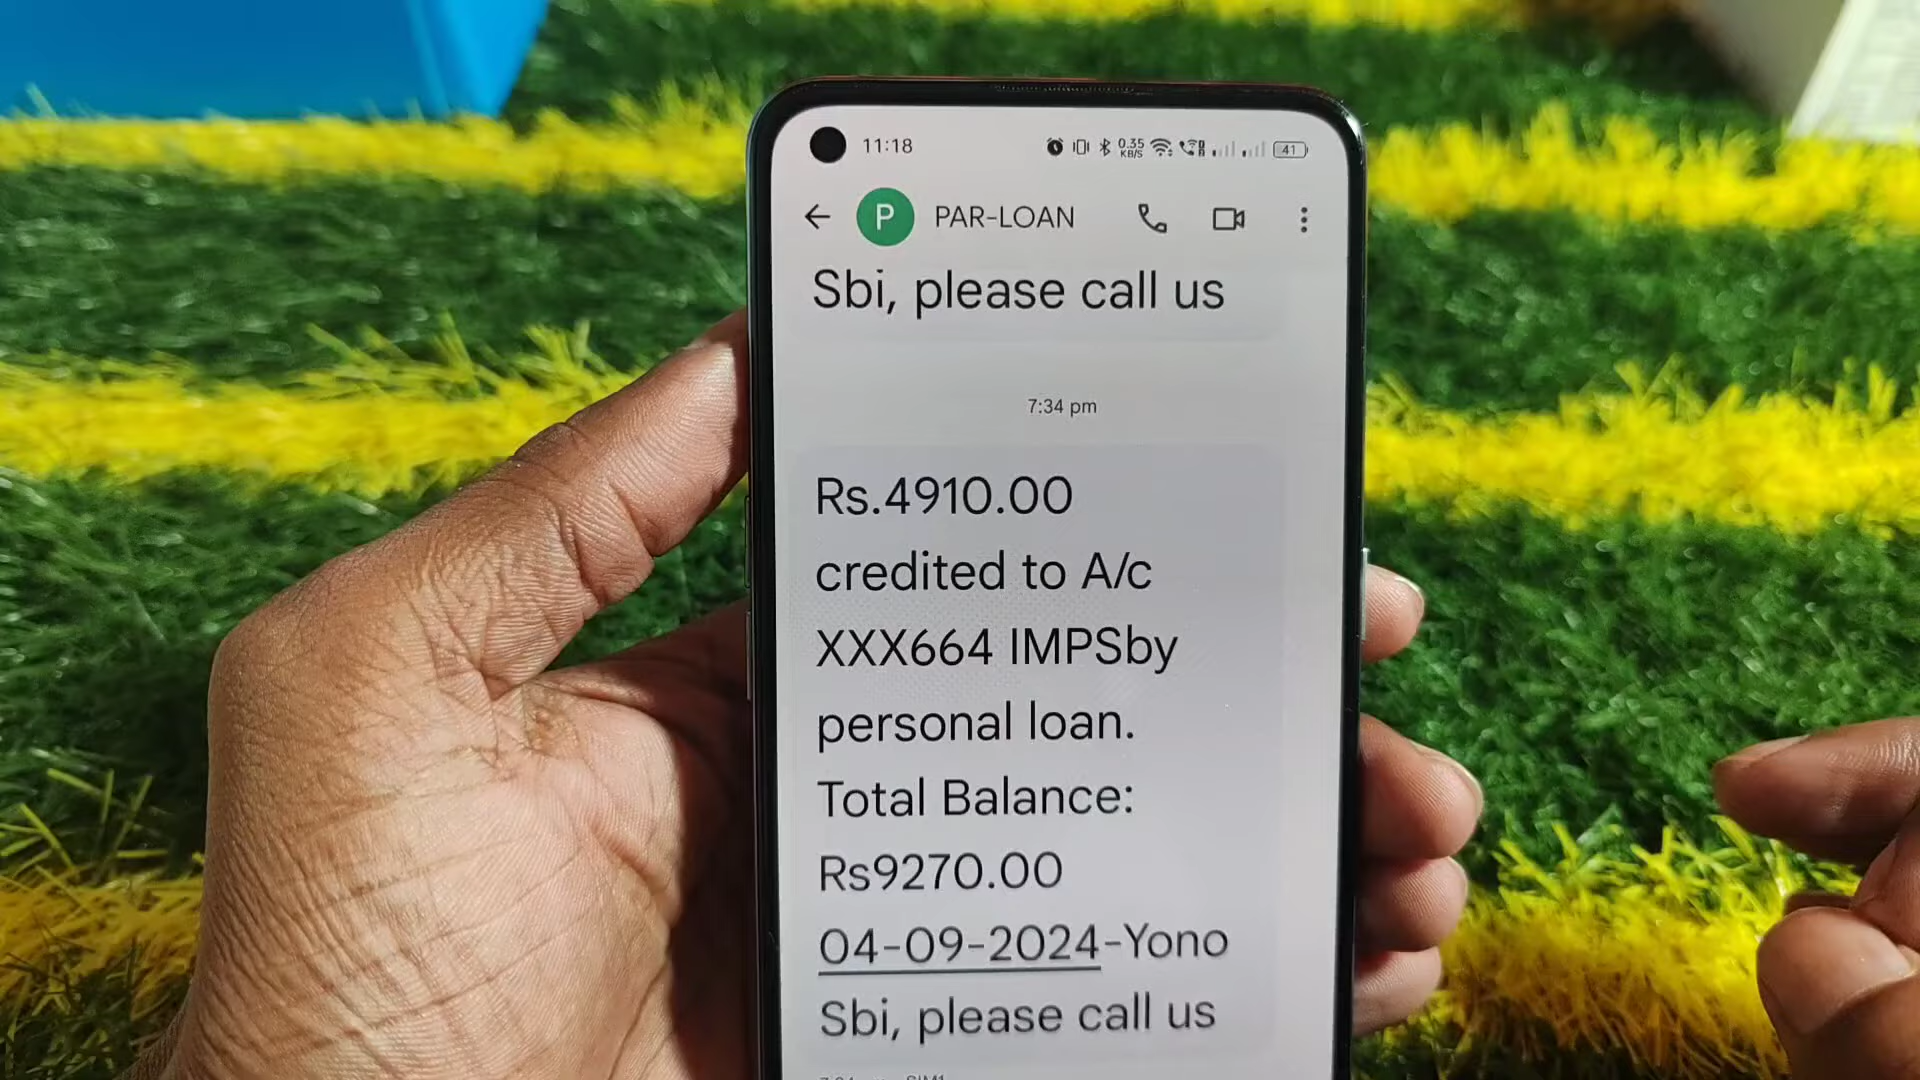 11:18
0.35
KB/S
41
P
PAR-LOAN
Sbi, please call us
7:34 pm
Rs.4910.00
credited to A/c
XXX664 IMPSby
personal loan.
Total Balance:
Rs9270.00
04-09-2024-Yono
Sbi, please call us